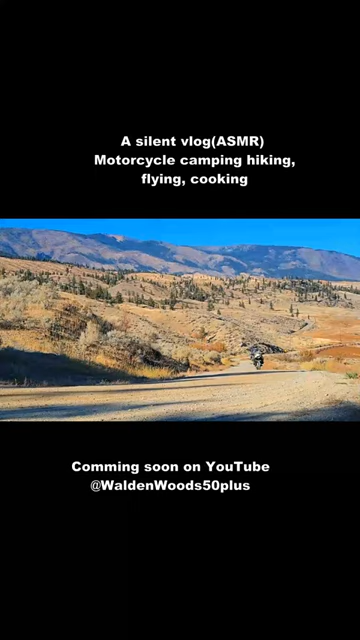 A silent vlog(ASMR)
Motorcycle camping hiking,
flying, cooking
Comming soon on YouTube
@WaldenWoods50plus